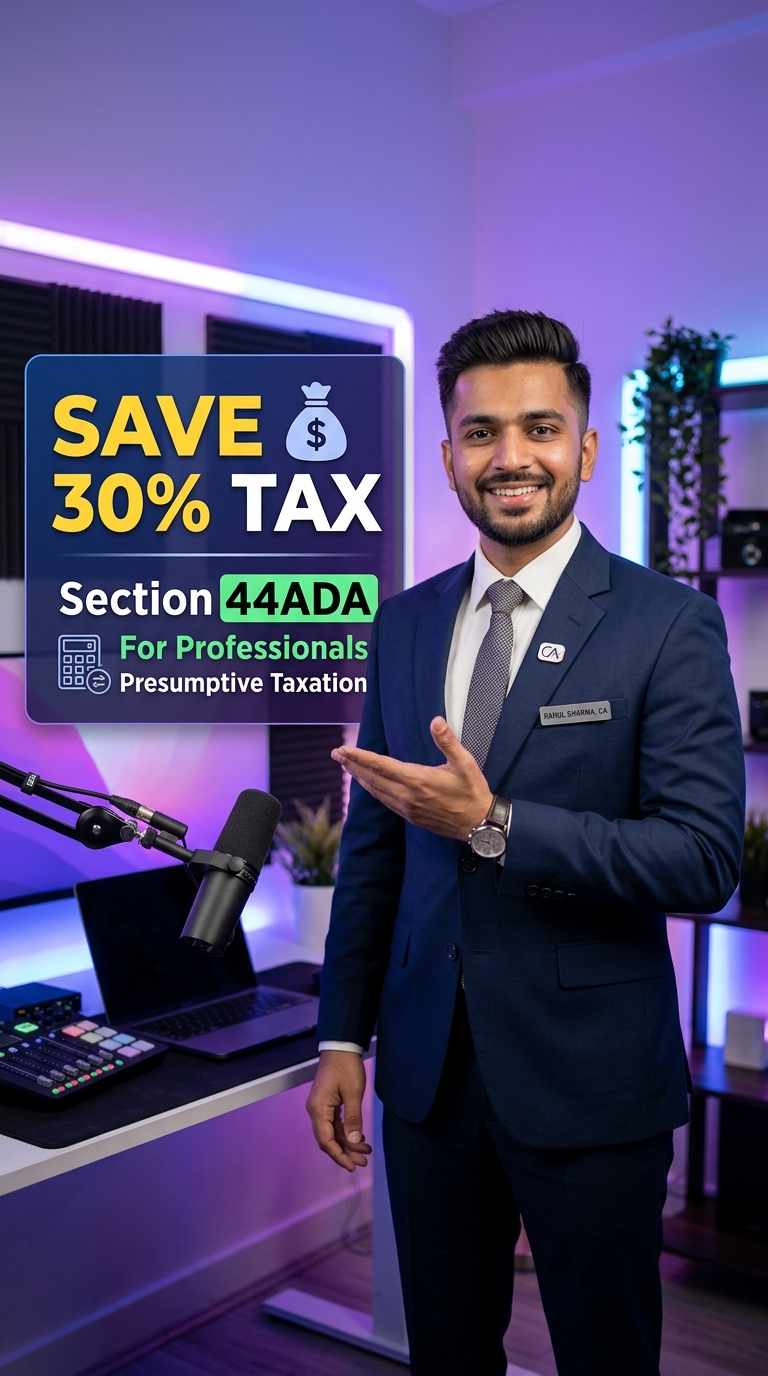 SAVE
30% TAX
$
Section 44ADA
For Professionals
Presumptive Taxation
CA
RAHUL SHARMA, CA